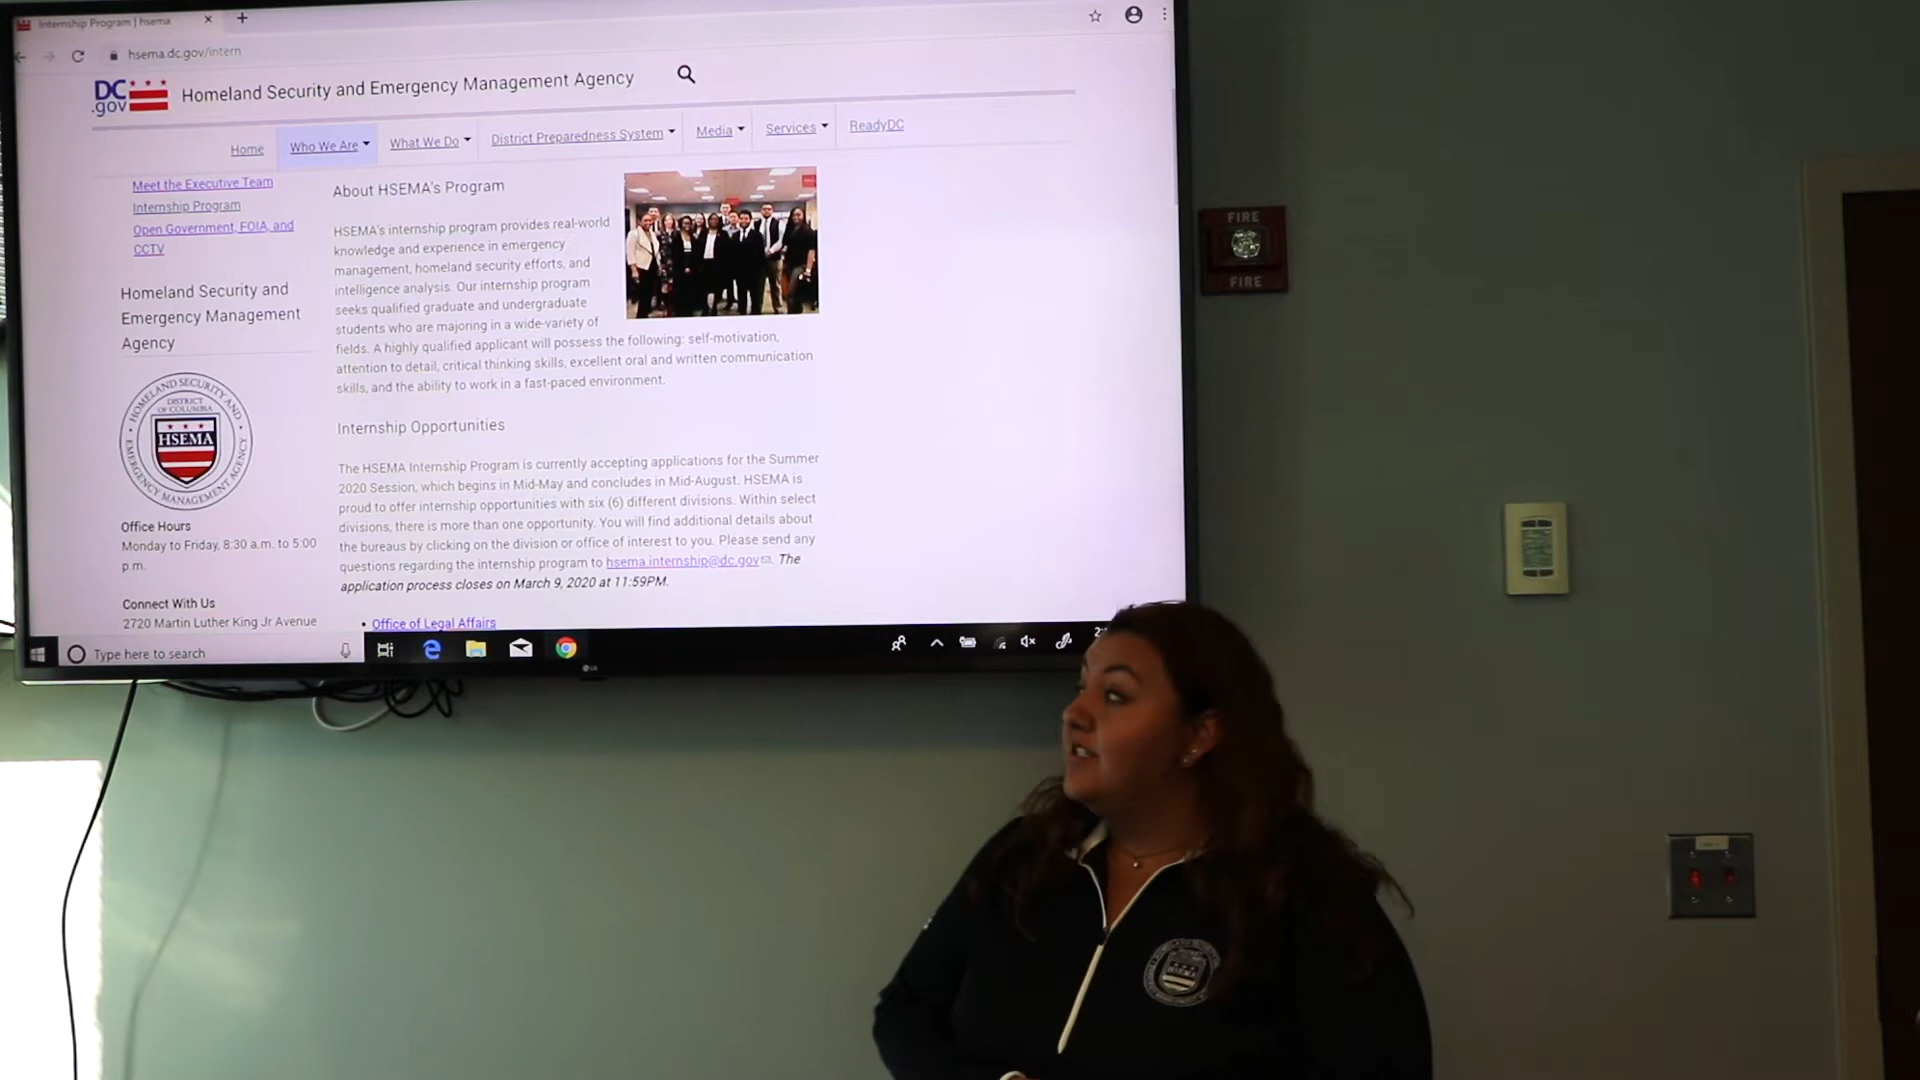 Internship Program | hsema
hsema.dc.gov/intern
DC
.gov
Homeland Security and Emergency Management Agency
Home
Who We Are
What We Do
District Preparedness System
Media
Services
ReadyDC
Meet the Executive Team
Internship Program
Open Government, FOIA, and
CCTV
Homeland Security and
Emergency Management
Agency
HOMELAND SECURITY AND
DISTRICT
OF COLUMBIA
HSEMA
EMERGENCY MANAGEMENT AGENCY
Office Hours
Monday to Friday, 8:30 a.m. to 5:00
p.m.
Connect With Us
2720 Martin Luther King Jr Avenue
About HSEMA's Program
HSEMA's internship program provides real-world
knowledge and experience in emergency
management, homeland security efforts, and
intelligence analysis. Our internship program
seeks qualified graduate and undergraduate
students who are majoring in a wide-variety of
fields. A highly qualified applicant will possess the following: self-motivation,
attention to detail, critical thinking skills, excellent oral and written communication
skills, and the ability to work in a fast-paced environment.
Internship Opportunities
The HSEMA Internship Program is currently accepting applications for the Summer
2020 Session, which begins in Mid-May and concludes in Mid-August. HSEMA is
proud to offer internship opportunities with six (6) different divisions. Within select
divisions, there is more than one opportunity. You will find additional details about
the bureaus by clicking on the division or office of interest to you. Please send any
questions regarding the internship program to hsema.internship@dc.gov. The
application process closes on March 9, 2020 at 11:59PM.
• Office of Legal Affairs
Type here to search
LG
FIRE
FIRE
HSEMA